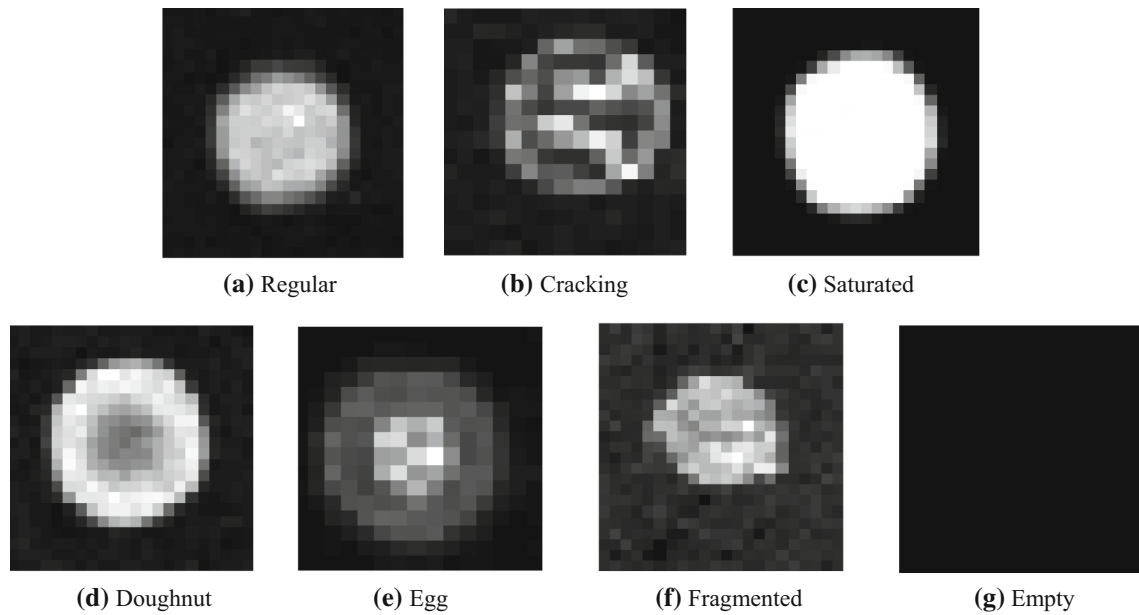 (a) Regular
(b) Cracking
(c) Saturated
(d) Doughnut
(e) Egg
(f) Fragmented
(g) Empty